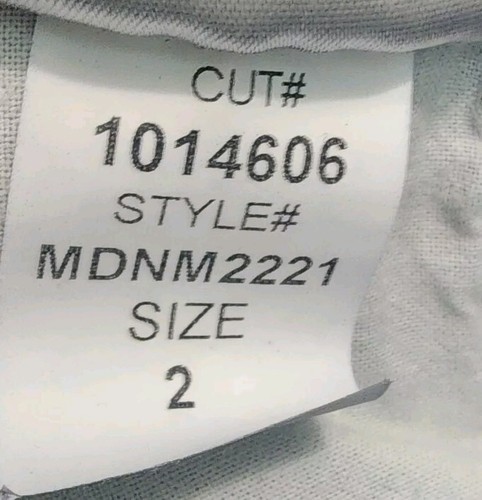 CUT#
1014606
STYLE#
MDNM2221
SIZE
2